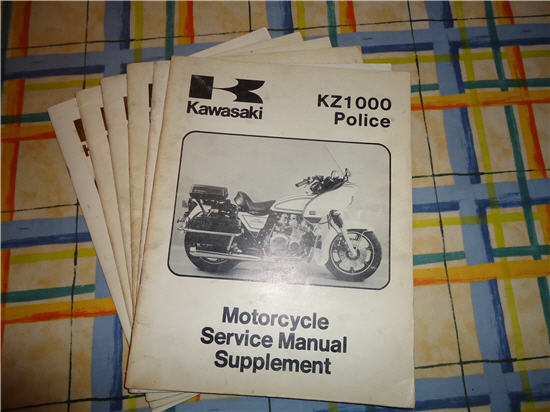 Kawasaki
KZ1000
Police
Motorcycle
Service Manual
Supplement